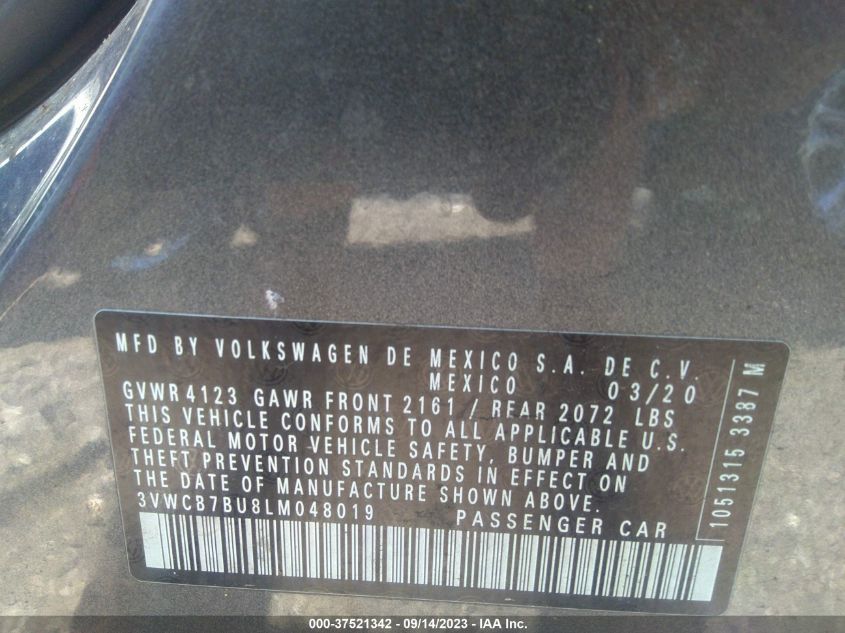 MFD BY VOLKSWAGEN DE MEXICO S.A. DE C.V.
MEXICO 03/20
GVWR 4123 GAWR FRONT 2161 / REAR 2072 LBS
THIS VEHICLE CONFORMS TO ALL APPLICABLE U.S.
FEDERAL MOTOR VEHICLE SAFETY, BUMPER AND
THEFT PREVENTION STANDARDS IN EFFECT ON
THE DATE OF MANUFACTURE SHOWN ABOVE.
3VWCB7BU8LM048019 PASSENGER CAR
1051315 3387 M
000-37521342 - 09/14/2023 - IAA Inc.